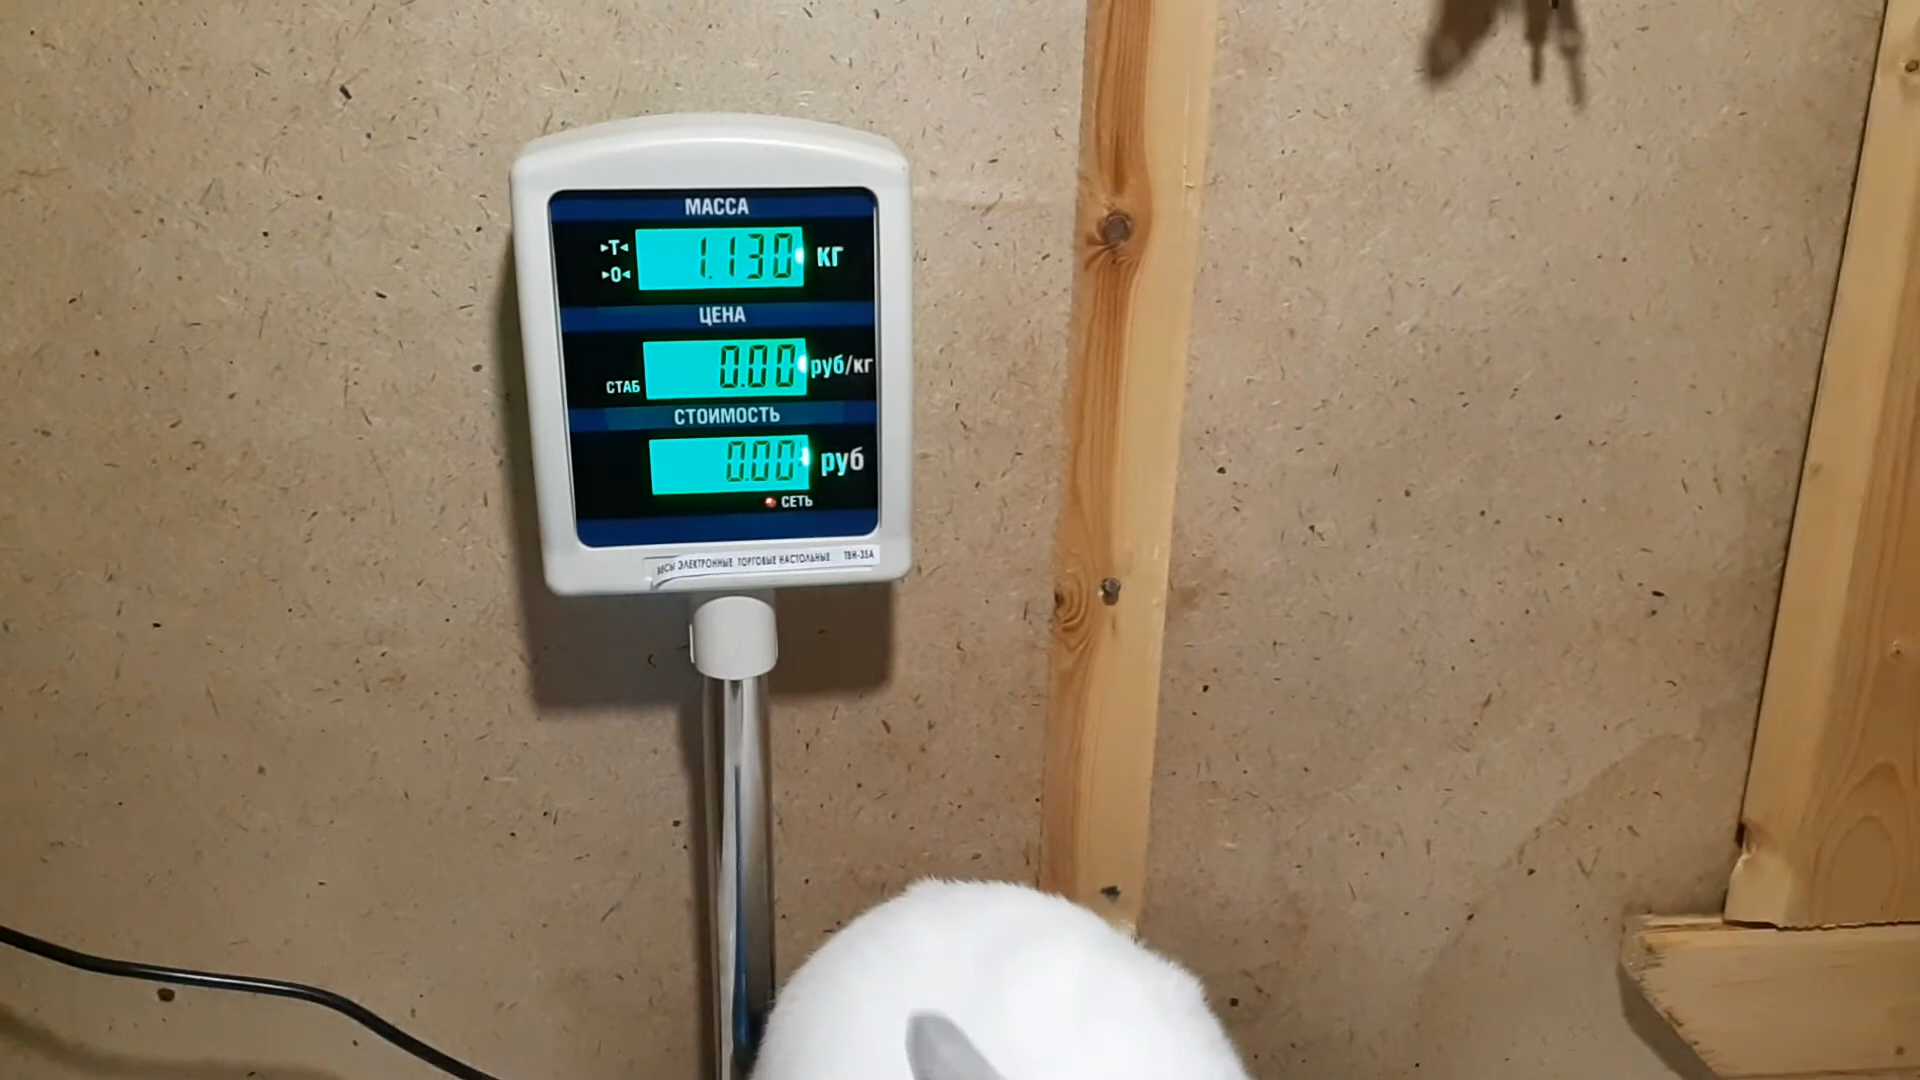 МАССА
▸T◂
1.130 кг
▸0◂
ЦЕНА
0.00 руб/кг
СТАБ
СТОИМОСТЬ
0.00 руб
СЕТЬ
ВЕСЫ ЭЛЕКТРОННЫЕ ТОРГОВЫЕ НАСТОЛЬНЫЕ ТВН-35А